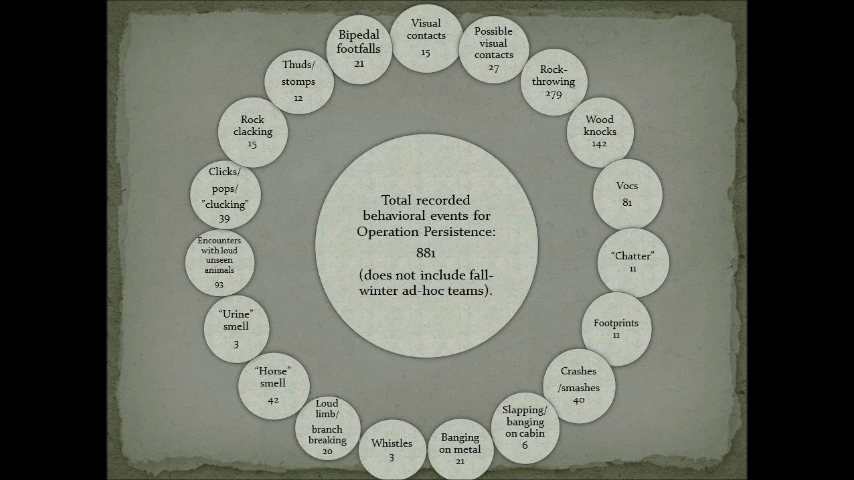 Visual
contacts
15
Possible
visual
contacts
27
Rock-
throwing
279
Wood
knocks
142
Vocs
81
“Chatter”
11
Footprints
11
Crashes
/smashes
40
Slapping/
banging
on cabin
6
Banging
on metal
21
Whistles
3
Loud
limb/
branch
breaking
20
“Horse”
smell
42
“Urine”
smell
3
Encounters
with loud
unseen
animals
93
Clicks/
pops/
"clucking"
39
Rock
clacking
15
Thuds/
stomps
12
Bipedal
footfalls
21
Total recorded
behavioral events for
Operation Persistence:
881
(does not include fall-
winter ad-hoc teams).